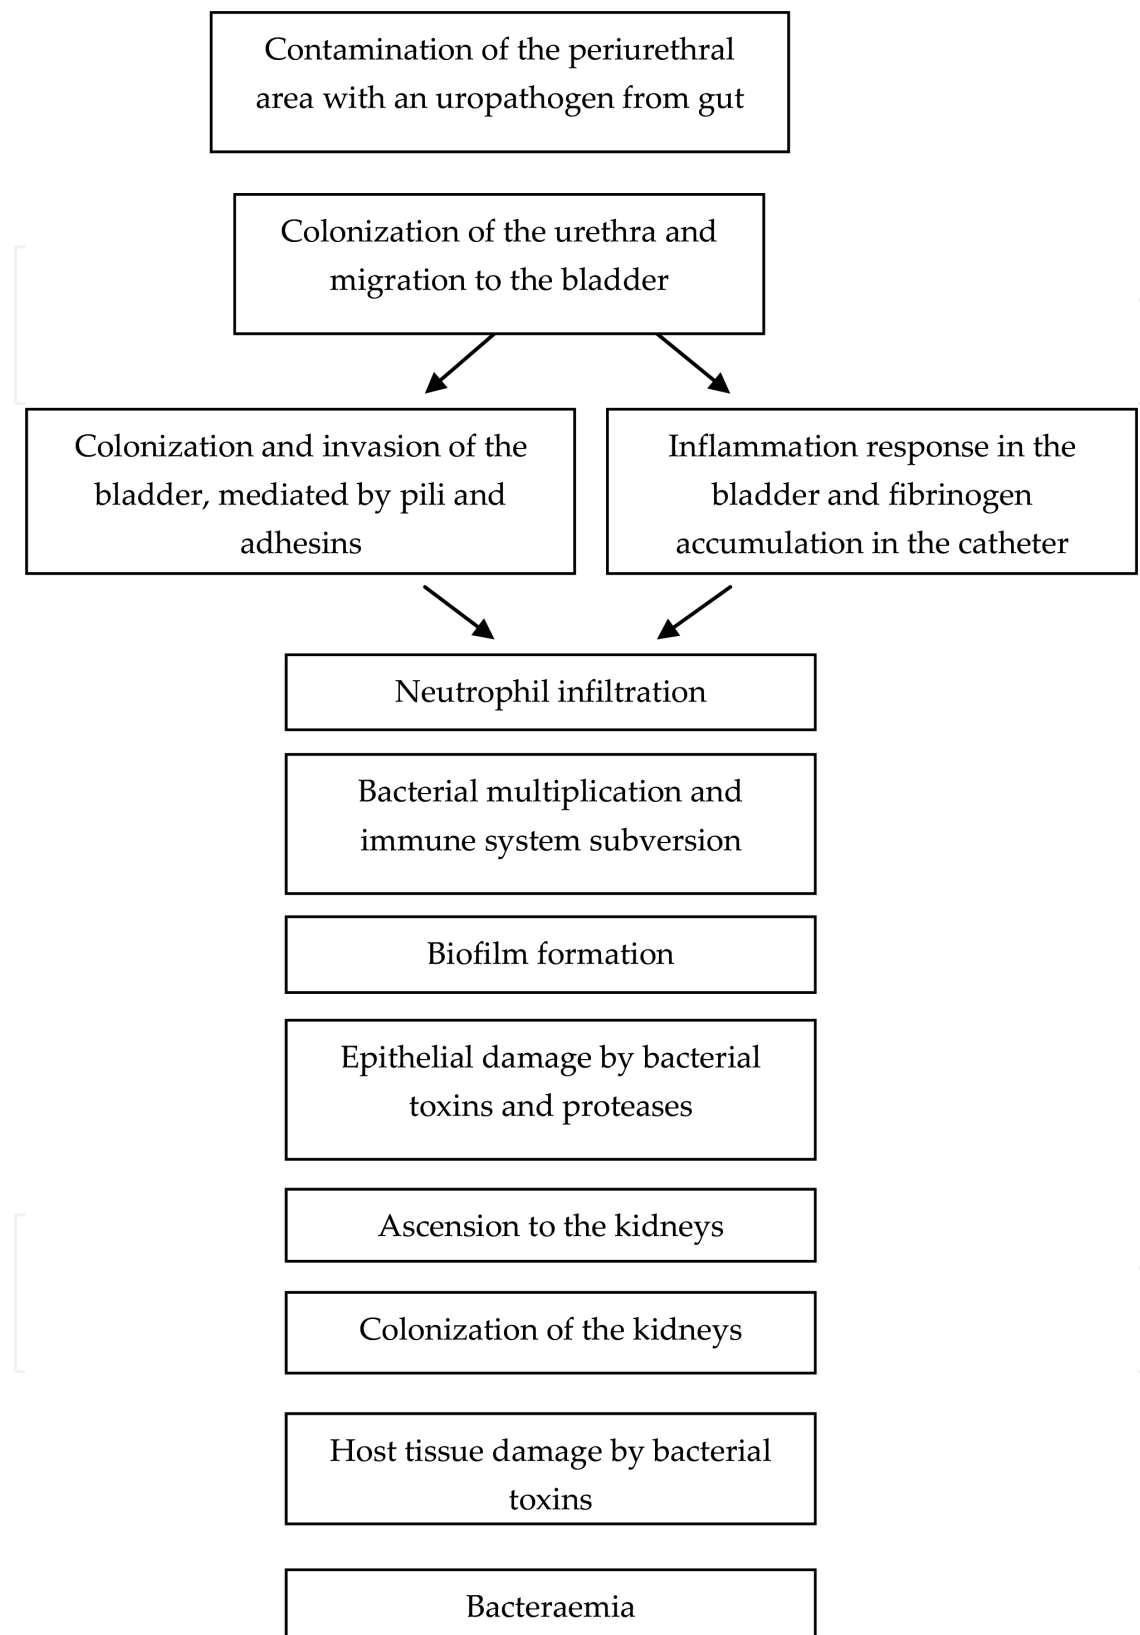 Contamination of the periurethral
area with an uropathogen from gut
Colonization of the urethra and
migration to the bladder
Colonization and invasion of the
bladder, mediated by pili and
adhesins
Inflammation response in the
bladder and fibrinogen
accumulation in the catheter
Neutrophil infiltration
Bacterial multiplication and
immune system subversion
Biofilm formation
Epithelial damage by bacterial
toxins and proteases
Ascension to the kidneys
Colonization of the kidneys
Host tissue damage by bacterial
toxins
Bacteraemia